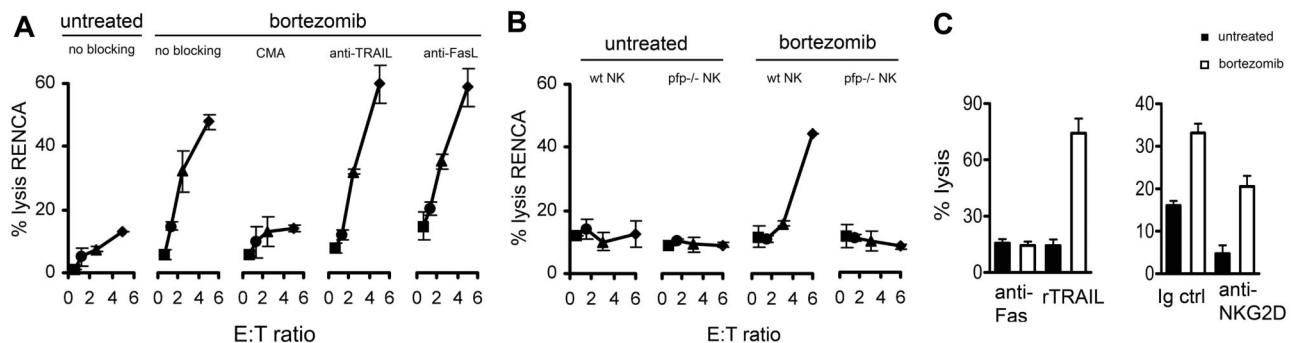 A
untreated
bortezomib
no blocking
no blocking
CMA
anti-TRAIL
anti-FasL
% lysis RENCA
60
40
20
0
0 2 4 6
0 2 4 6
0 2 4 6
0 2 4 6
0 2 4 6
E:T ratio
B
untreated
bortezomib
wt NK
pfp-/- NK
wt NK
pfp-/- NK
% lysis RENCA
60
40
20
0
0 2 4 6
0 2 4 6
0 2 4 6
0 2 4 6
E:T ratio
C
untreated
bortezomib
% lysis
90
60
30
0
anti-
Fas
rTRAIL
40
30
20
10
0
Ig ctrl
anti-
NKG2D